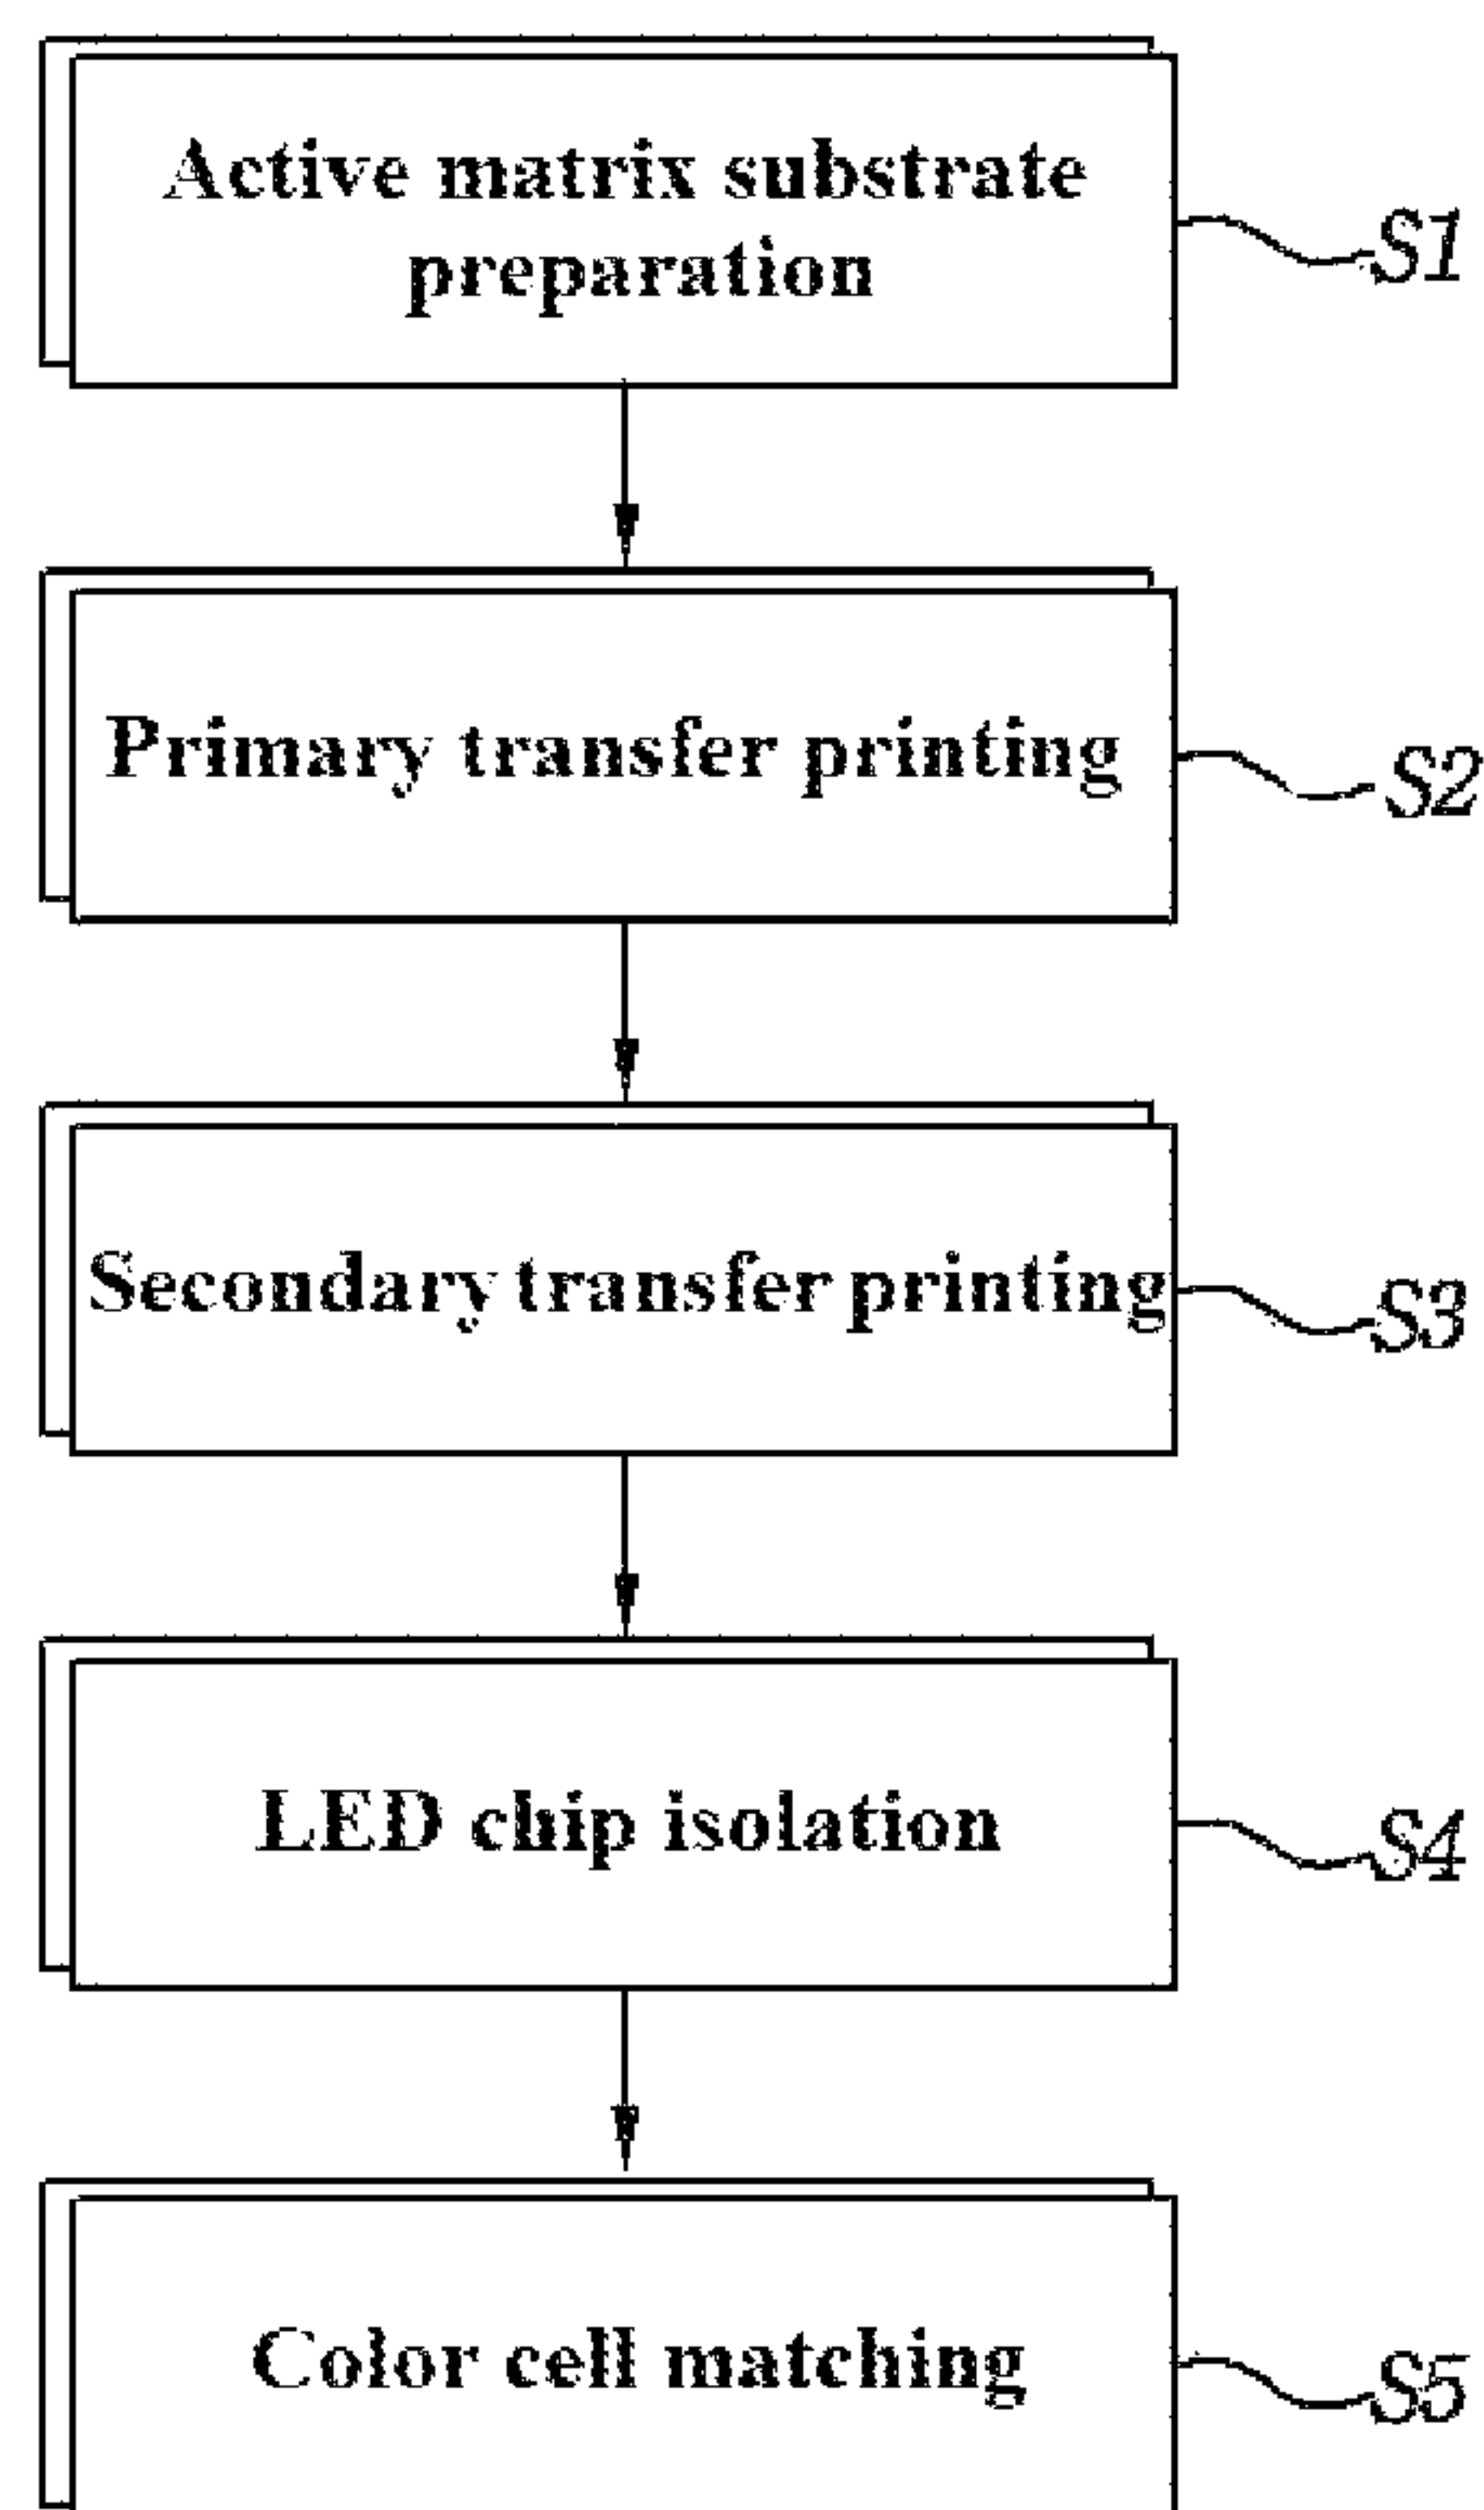 Active matrix substrate
preparation
S1
Primary transfer printing
S2
Secondary transfer printing
S3
LED chip isolation
S4
Color cell matching
S5